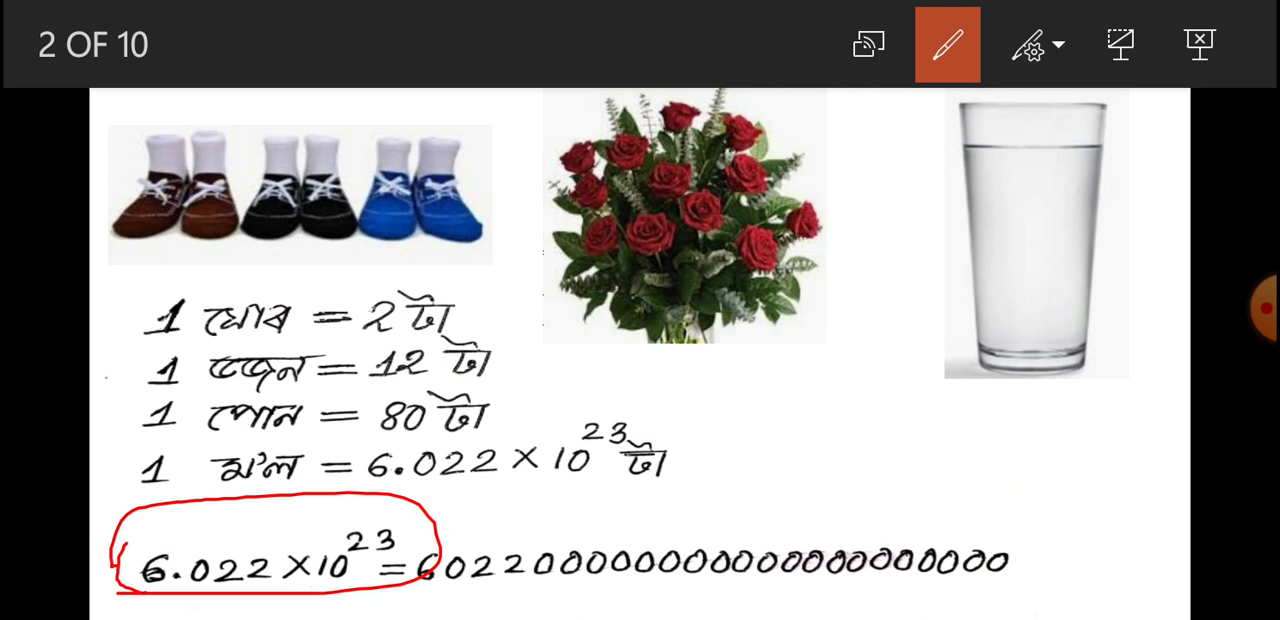 2 OF 10
1 যোৰ = 2 টা
1 ডজন = 12 টা
1 পোন = 80 টা
1 ম'ল = 6.022 × 10²³ টা
6.022 × 10²³ = 602200000000000000000000